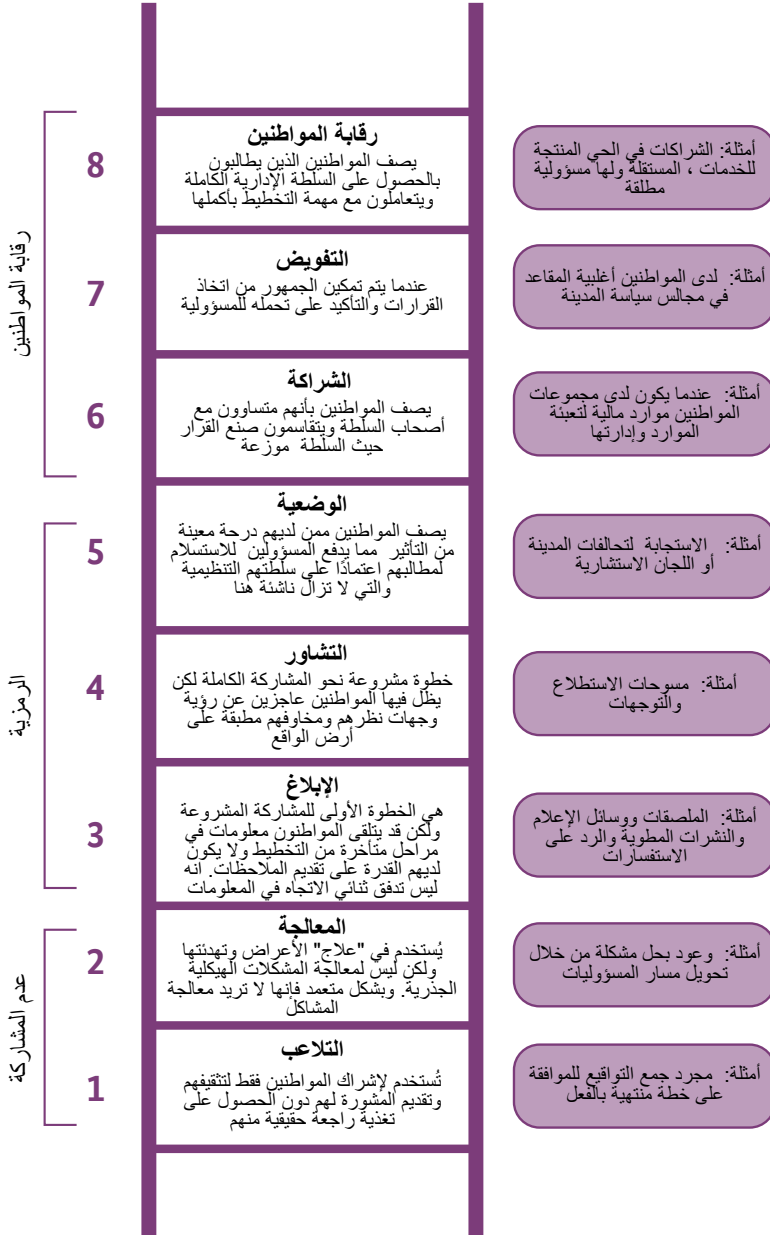 رقابة المواطنين
8
رقابة المواطنين
يصف المواطنين الذين يطالبون
بالحصول على السلطة الإدارية الكاملة
ويتعاملون مع مهمة التخطيط بأكملها
أمثلة: الشراكات في الحي المنتجة
للخدمات ، المستقلة ولها مسؤولية
مطلقة
7
التفويض
عندما يتم تمكين الجمهور من اتخاذ
القرارات والتأكيد على تحمله للمسؤولية
أمثلة: لدى المواطنين أغلبية المقاعد
في مجالس سياسة المدينة
6
الشراكة
يصف المواطنين بأنهم متساوون مع
أصحاب السلطة ويتقاسمون صنع القرار
حيث السلطة موزعة
أمثلة: عندما يكون لدى مجموعات
المواطنين موارد مالية لتعبئة
الموارد وإدارتها
الرمزية
5
الوضعية
يصف المواطنين ممن لديهم درجة معينة
من التأثير مما يدفع المسؤولين للاستسلام
لمطالبهم اعتمادًا على سلطتهم التنظيمية
والتي لا تزال ناشئة هنا
أمثلة: الاستجابة لتحالفات المدينة
أو اللجان الاستشارية
4
التشاور
خطوة مشروعة نحو المشاركة الكاملة لكن
يظل فيها المواطنين عاجزين عن رؤية
وجهات نظرهم ومخاوفهم مطبقة على
أرض الواقع
أمثلة: مسوحات الاستطلاع
والتوجهات
3
الإبلاغ
هي الخطوة الأولى للمشاركة المشروعة
ولكن قد يتلقى المواطنون معلومات في
مراحل متأخرة من التخطيط ولا يكون
لديهم القدرة على تقديم الملاحظات. انه
ليس تدفق ثنائي الاتجاه في المعلومات
أمثلة: الملصقات ووسائل الإعلام
والنشرات المطوية والرد على
الاستفسارات
عدم المشاركة
2
المعالجة
يُستخدم في "علاج" الأعراض وتهدئتها
ولكن ليس لمعالجة المشكلات الهيكلية
الجذرية. وبشكل متعمد فإنها لا تريد معالجة
المشاكل
أمثلة: وعود بحل مشكلة من خلال
تحويل مسار المسؤوليات
1
التلاعب
تُستخدم لإشراك المواطنين فقط لتثقيفهم
وتقديم المشورة لهم دون الحصول على
تغذية راجعة حقيقية منهم
أمثلة: مجرد جمع التواقيع للموافقة
على خطة منتهية بالفعل